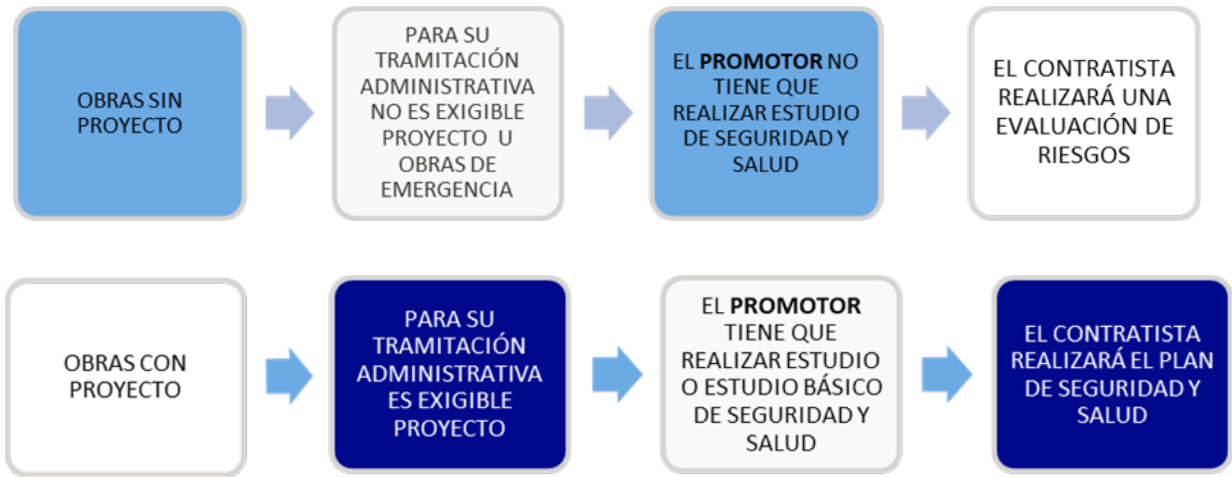 OBRAS SIN
PROYECTO
PARA SU
TRAMITACIÓN
ADMINISTRATIVA
NO ES EXIGIBLE
PROYECTO U
OBRAS DE
EMERGENCIA
EL PROMOTOR NO
TIENE QUE
REALIZAR ESTUDIO
DE SEGURIDAD Y
SALUD
EL CONTRATISTA
REALIZARÁ UNA
EVALUACIÓN DE
RIESGOS
OBRAS CON
PROYECTO
PARA SU
TRAMITACIÓN
ADMINISTRATIVA
ES EXIGIBLE
PROYECTO
EL PROMOTOR
TIENE QUE
REALIZAR ESTUDIO
O ESTUDIO BÁSICO
DE SEGURIDAD Y
SALUD
EL CONTRATISTA
REALIZARÁ EL PLAN
DE SEGURIDAD Y
SALUD